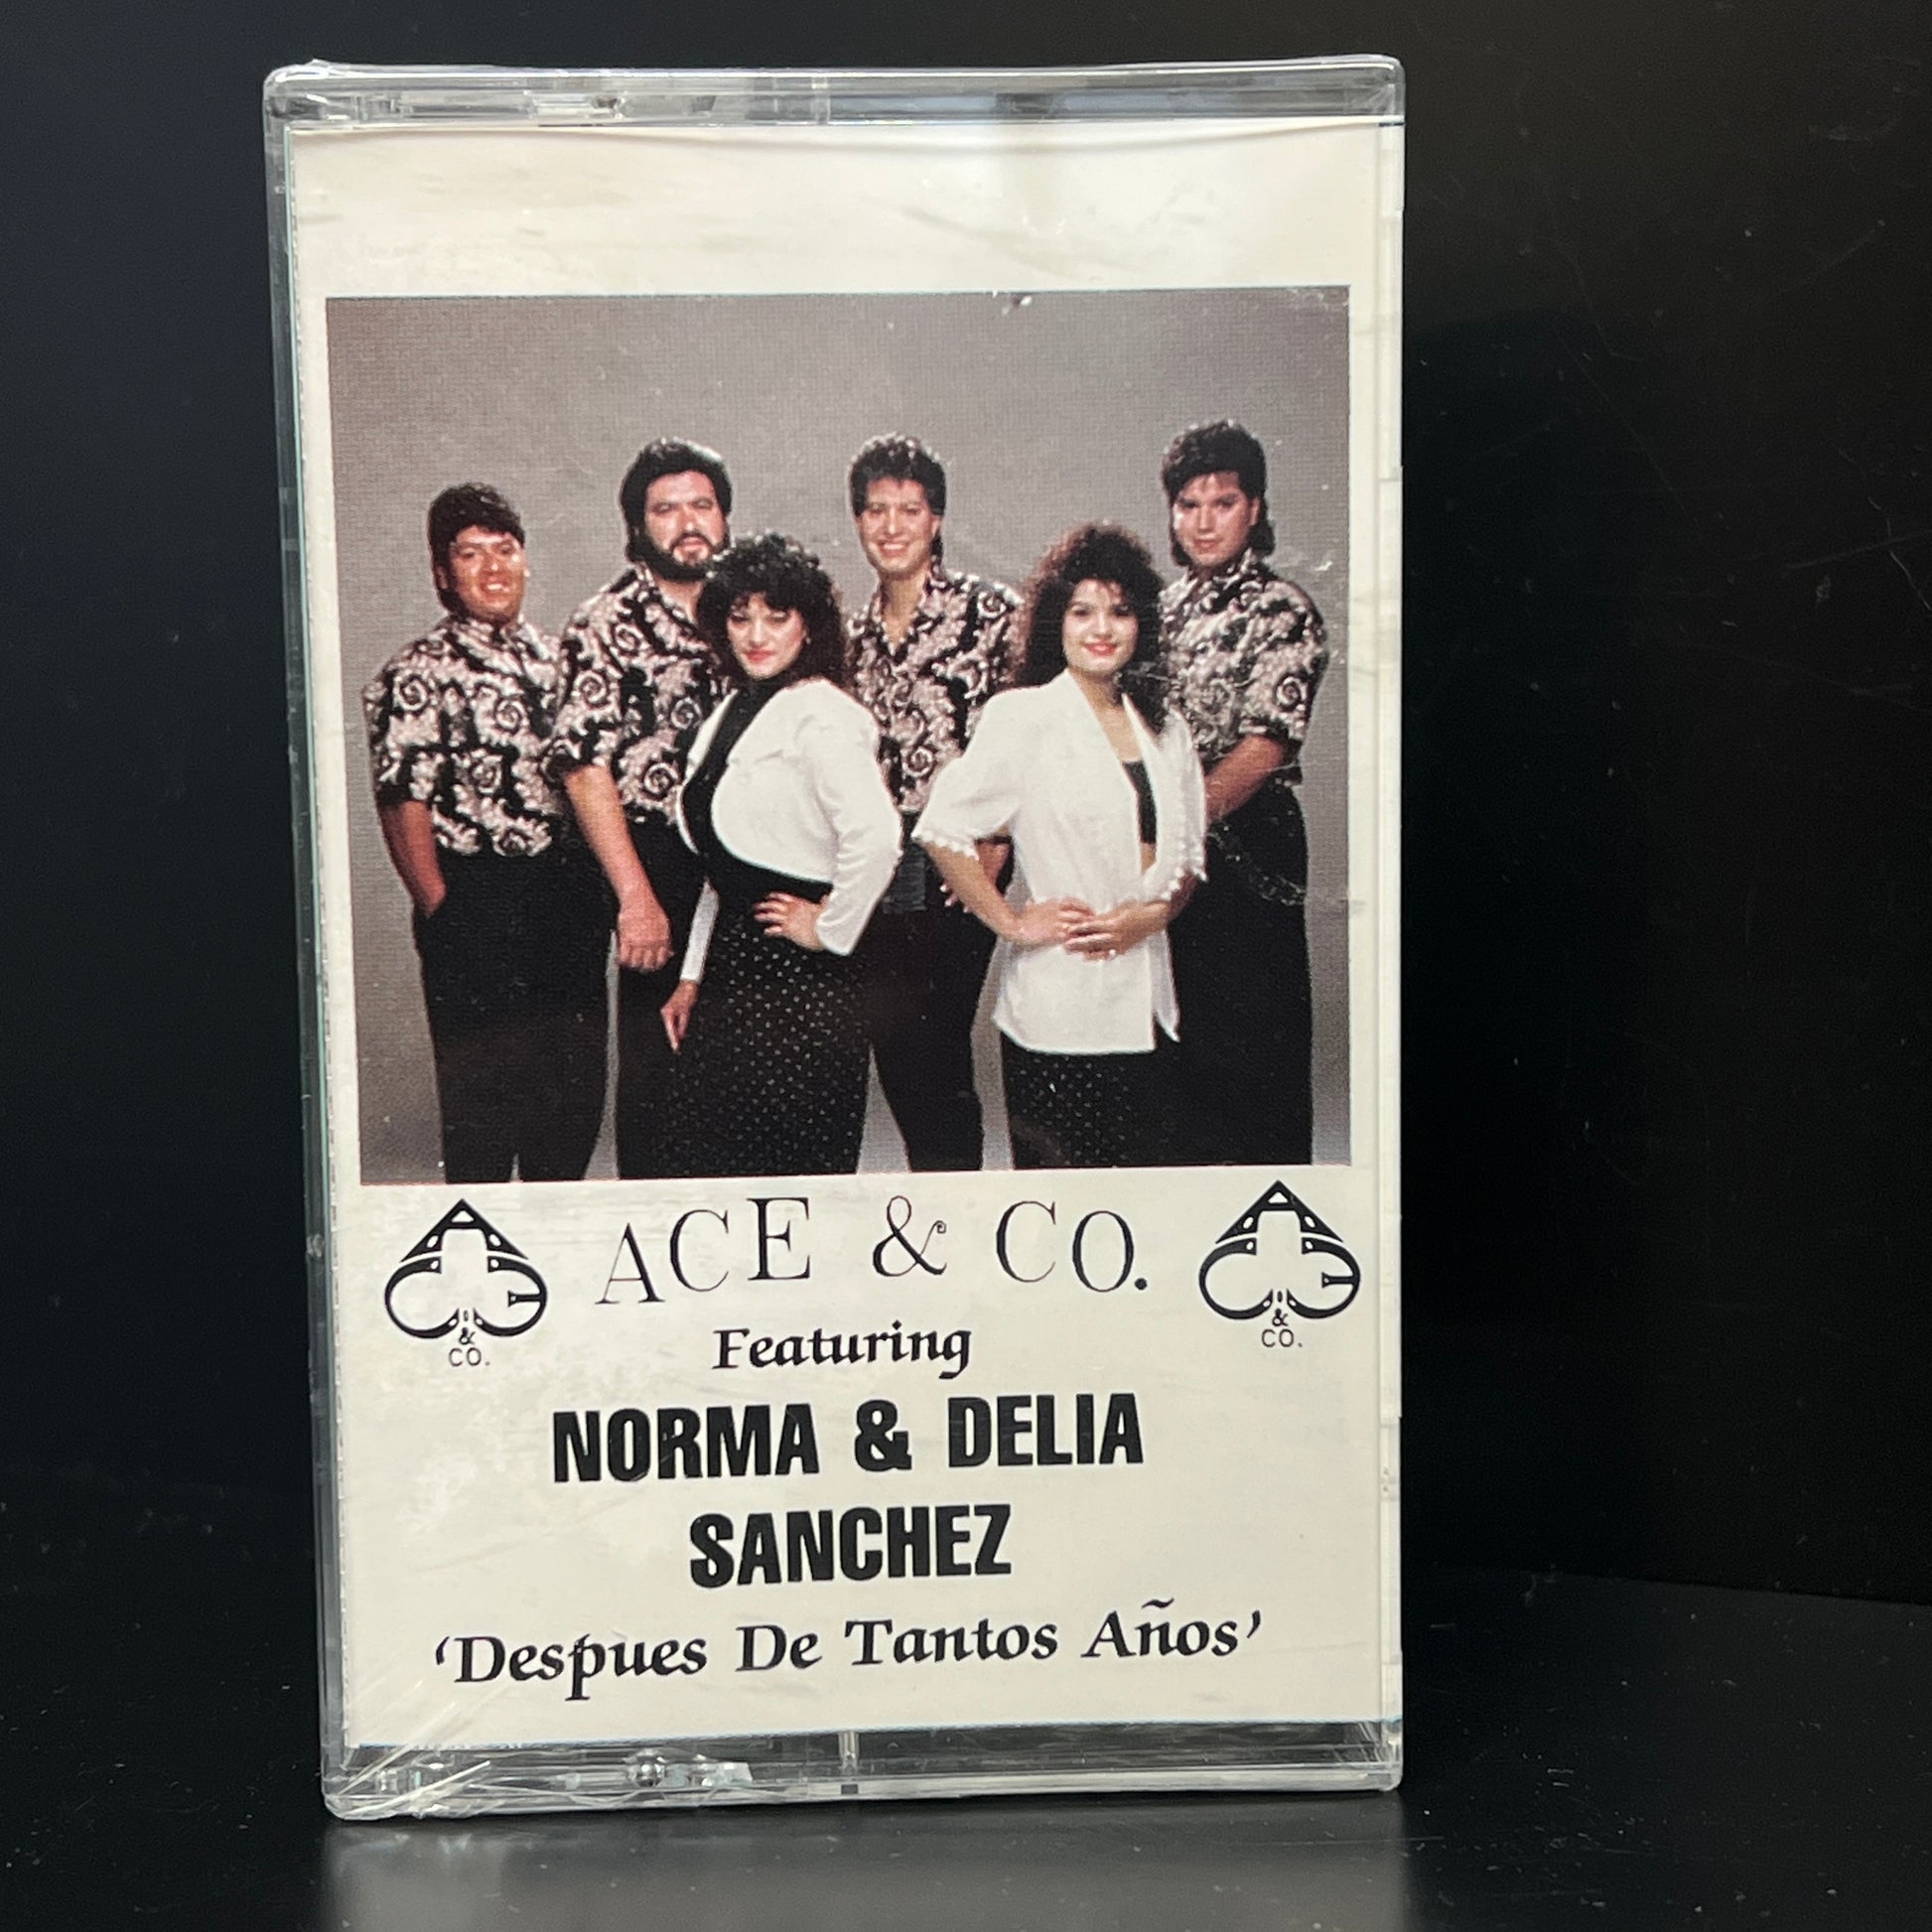 ACE & CO.
& CO.
& CO.
Featuring
NORMA & DELIA
SANCHEZ
'Despues De Tantos Años'